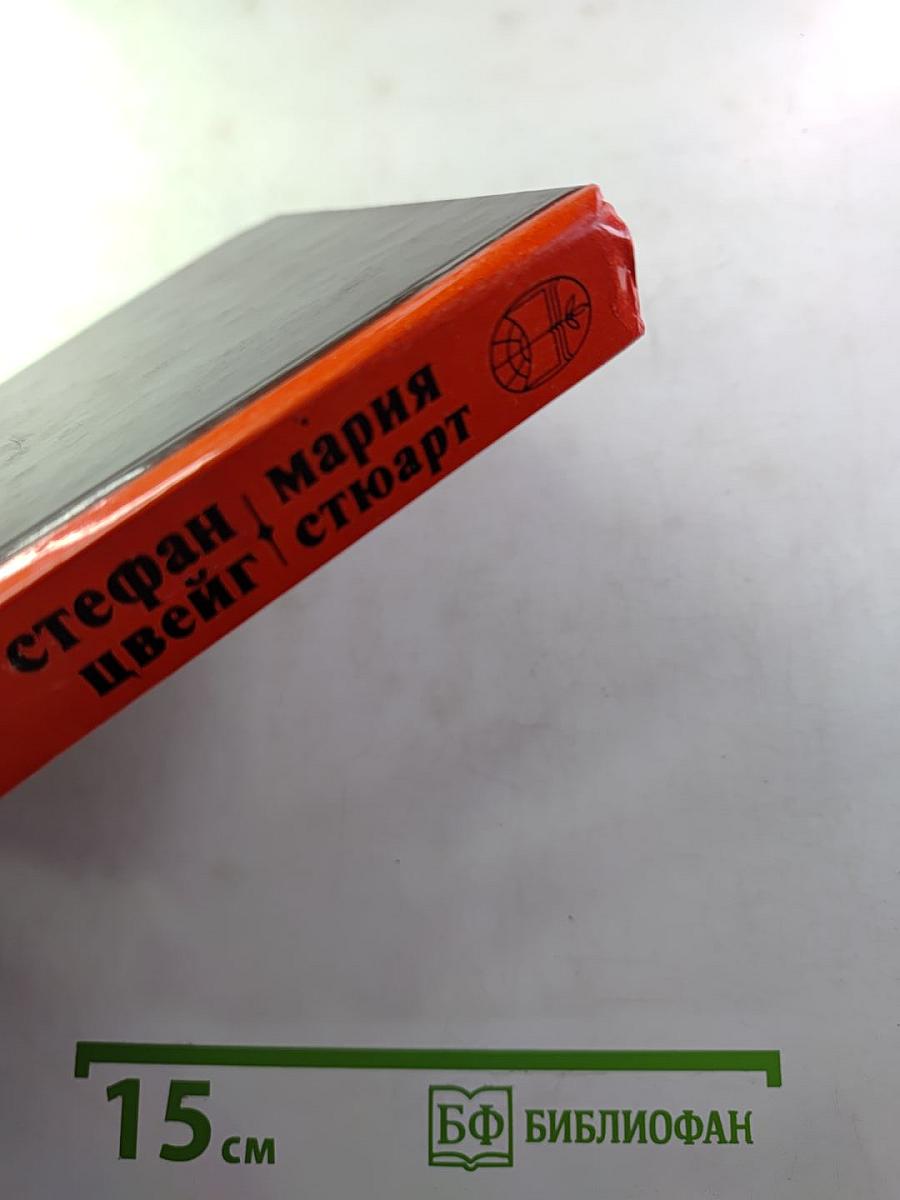 стефан
цвейг
мария
стюарт
15 см
БФ БИБЛИОФАН